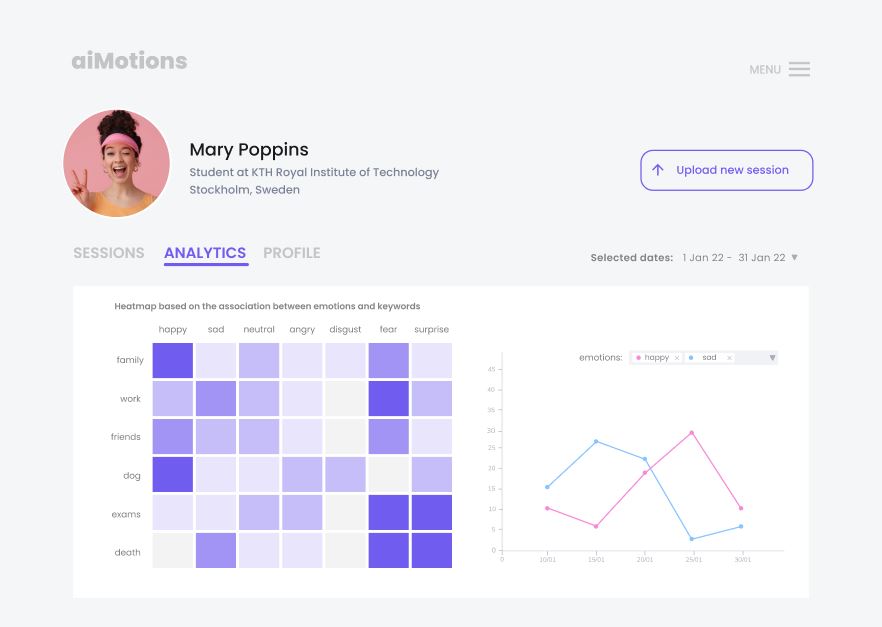 aiMotions
MENU
Mary Poppins
Student at KTH Royal Institute of Technology
Stockholm, Sweden
Upload new session
SESSIONS ANALYTICS PROFILE
Selected dates: 1 Jan 22 - 31 Jan 22
Heatmap based on the association between emotions and keywords
happy sad neutral angry disgust fear surprise
family
work
friends
dog
exams
death
emotions: happy × sad ×
45
40
35
30
25
20
15
10
5
0
0 10/01 19/01 20/01 25/01 30/01